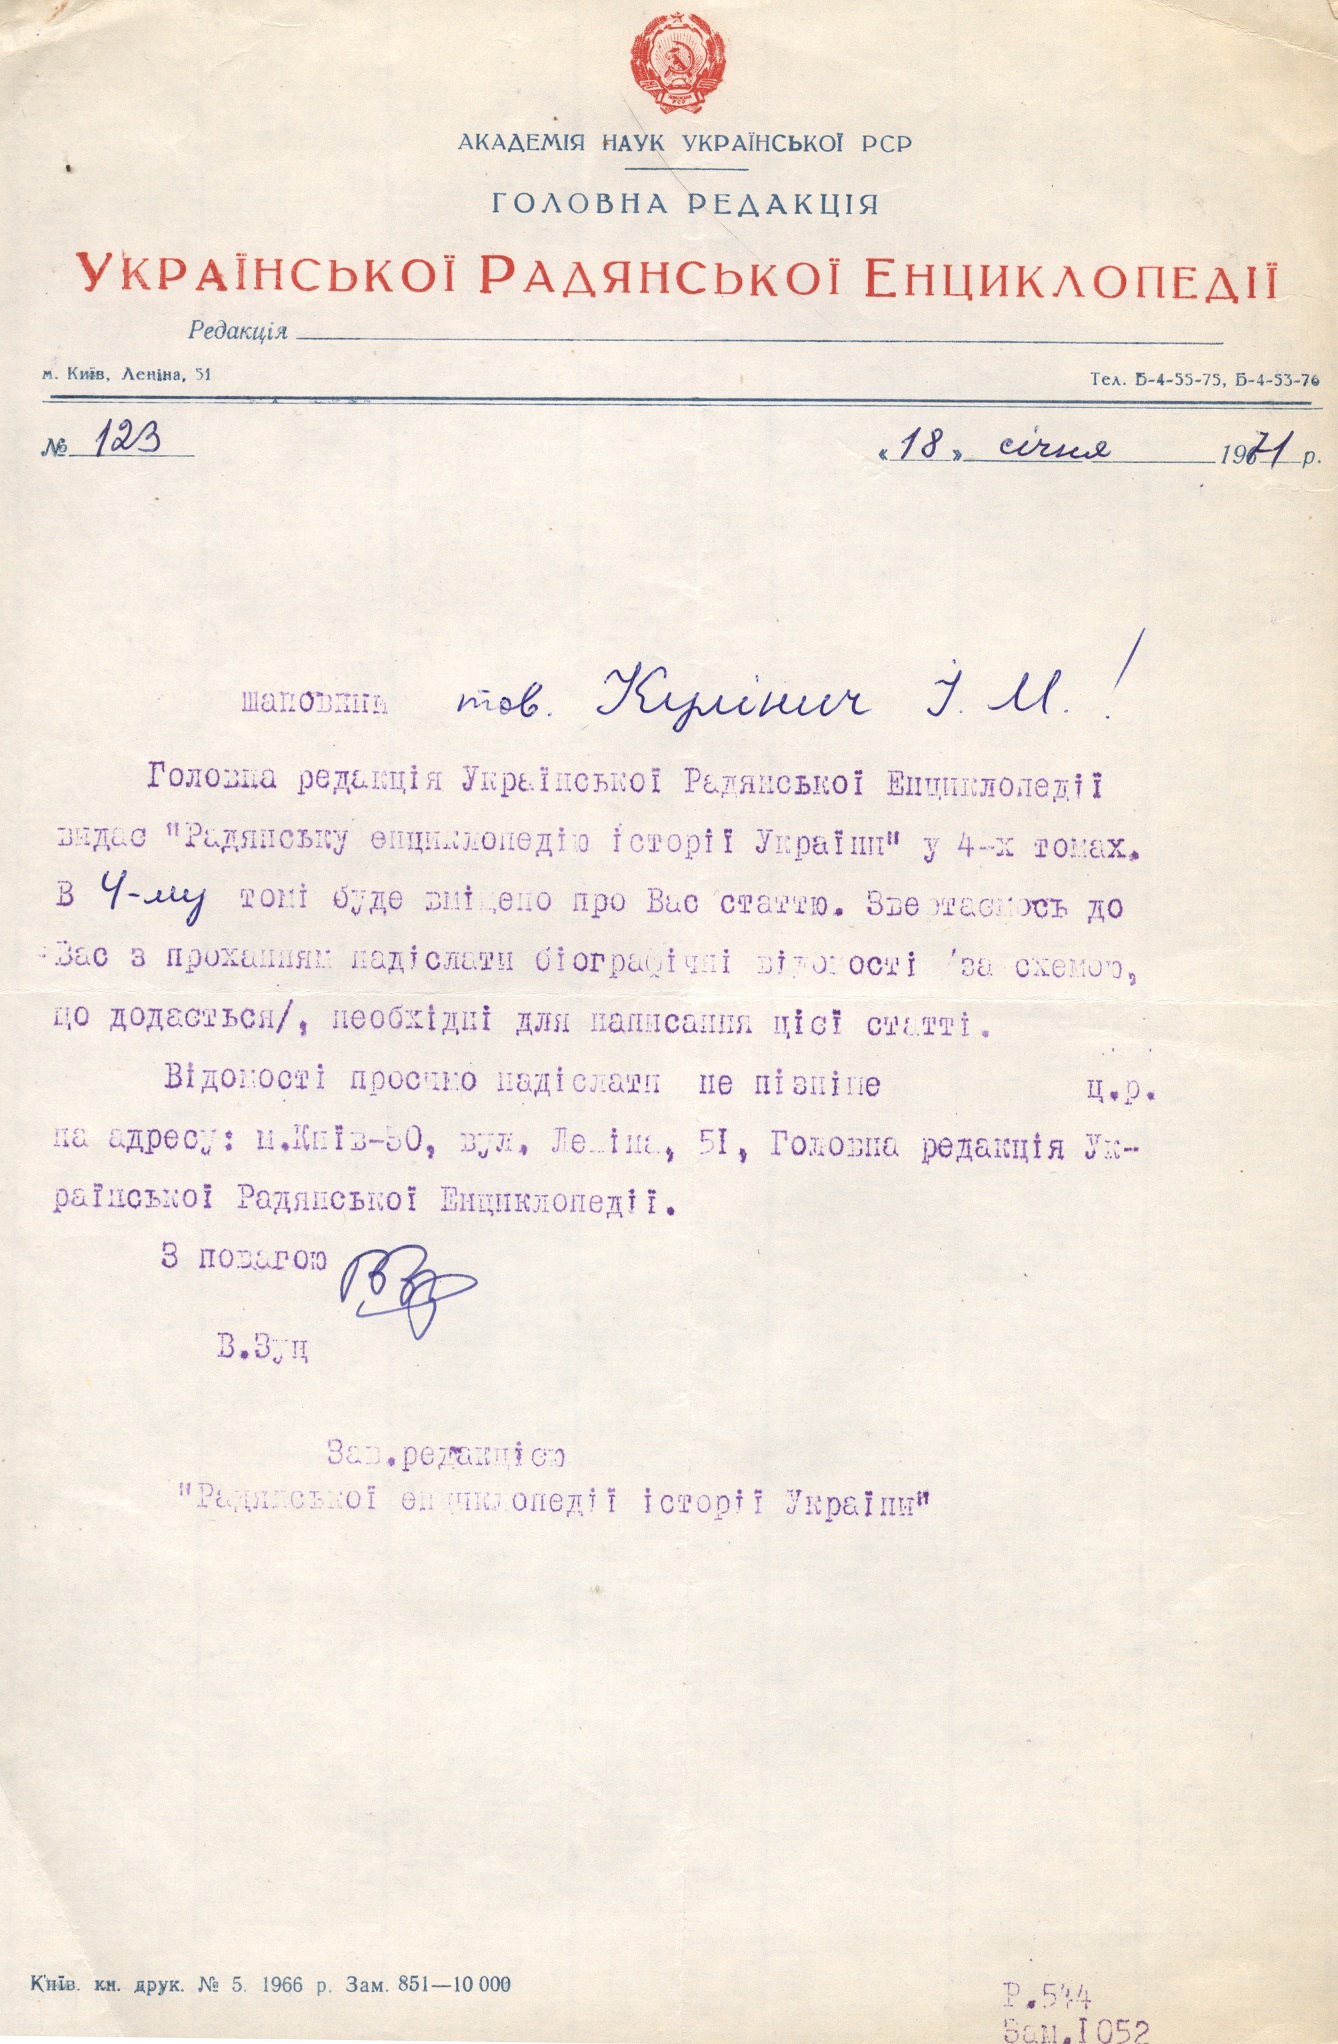 АКАДЕМІЯ НАУК УКРАЇНСЬКОЇ РСР
ГОЛОВНА РЕДАКЦІЯ
УКРАЇНСЬКОЇ РАДЯНСЬКОЇ ЕНЦИКЛОПЕДІЇ
Редакція
м. Київ, Леніна, 51
Тел. Б-4-55-75, Б-4-53-76
№ 123
«18» січня 1971 р.
шановний тов. Кулінич І. М.!
Головна редакція Української Радянської Енциклопедії
видає "Радянську енциклопедію історії України" у 4-х томах.
В 4-му томі буде вміщено про Вас статтю. Звертаємось до
Вас з проханням надіслати біографічні відомості /за схемою,
що додається/, необхідні для написання цієї статті.
Відомості просимо надіслати не пізніше ц.р.
на адресу: м.Київ-30, вул. Леніна, 5І, Головна редакція Ук-
раїнської Радянської Енциклопедії.
З повагою
В.Зуц
Зав.редакцією
"Радянської енциклопедії історії України"
Київ. кн. друк. № 5. 1966 р. Зам. 851—10 000
Р.544
Зам.І052